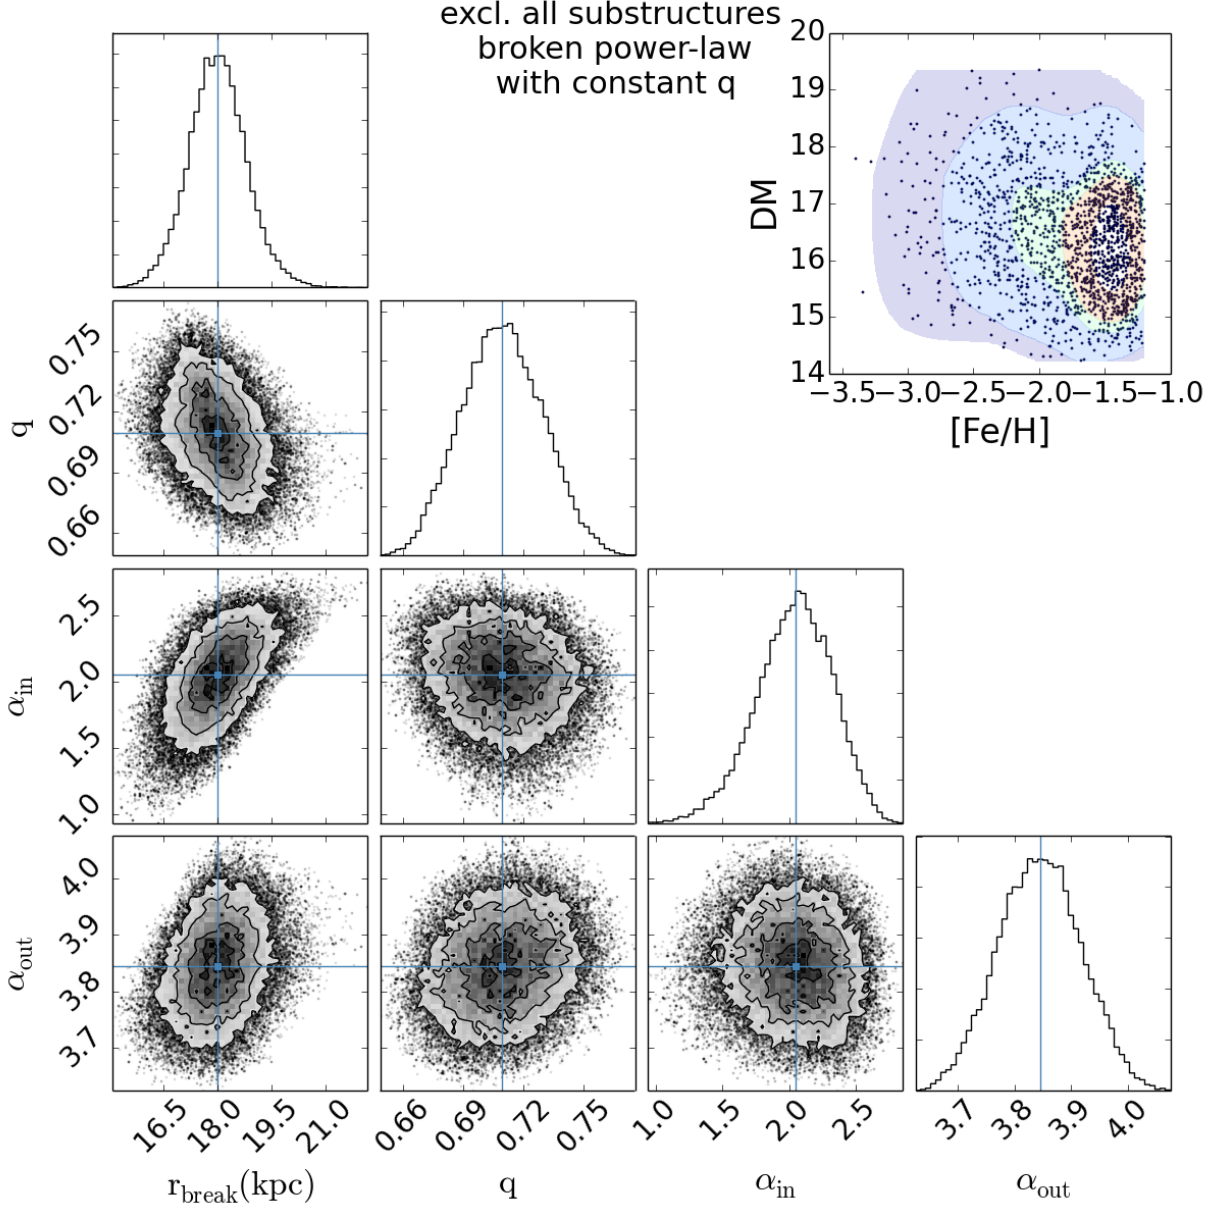 excl. all substructures
broken power-law
with constant q
20
19
18
17
16
15
14
DM
−3.5 −3.0 −2.5 −2.0 −1.5 −1.0
[Fe/H]
0.75
0.72
0.69
0.66
q
2.5
2.0
1.5
1.0
α_in
4.0
3.9
3.8
3.7
α_out
16.5 18.0 19.5 21.0
0.66 0.69 0.72 0.75
1.0 1.5 2.0 2.5
3.7 3.8 3.9 4.0
r_break(kpc)
q
α_in
α_out